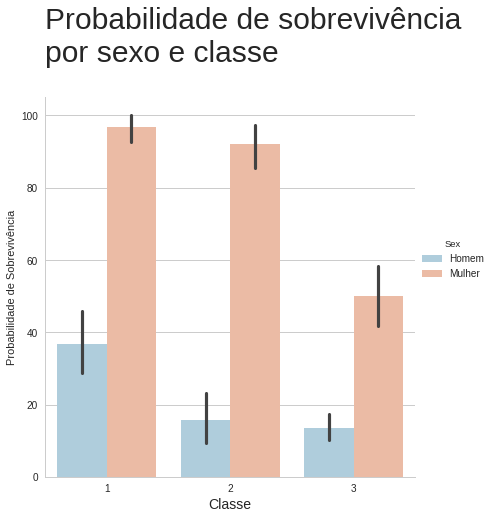 Probabilidade de sobrevivência
por sexo e classe
Probabilidade de Sobrevivência
100
80
60
40
20
0
1 2 3
Classe
Sex
Homem
Mulher